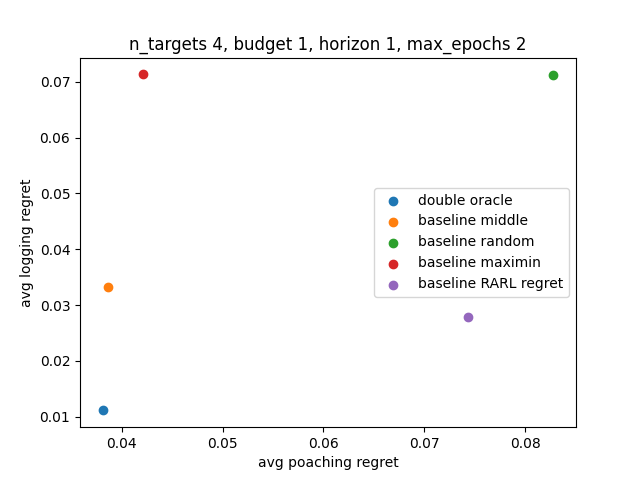 n_targets 4, budget 1, horizon 1, max_epochs 2
avg logging regret
0.07
0.06
0.05
0.04
0.03
0.02
0.01
double oracle
baseline middle
baseline random
baseline maximin
baseline RARL regret
0.04
0.05
0.06
0.07
0.08
avg poaching regret